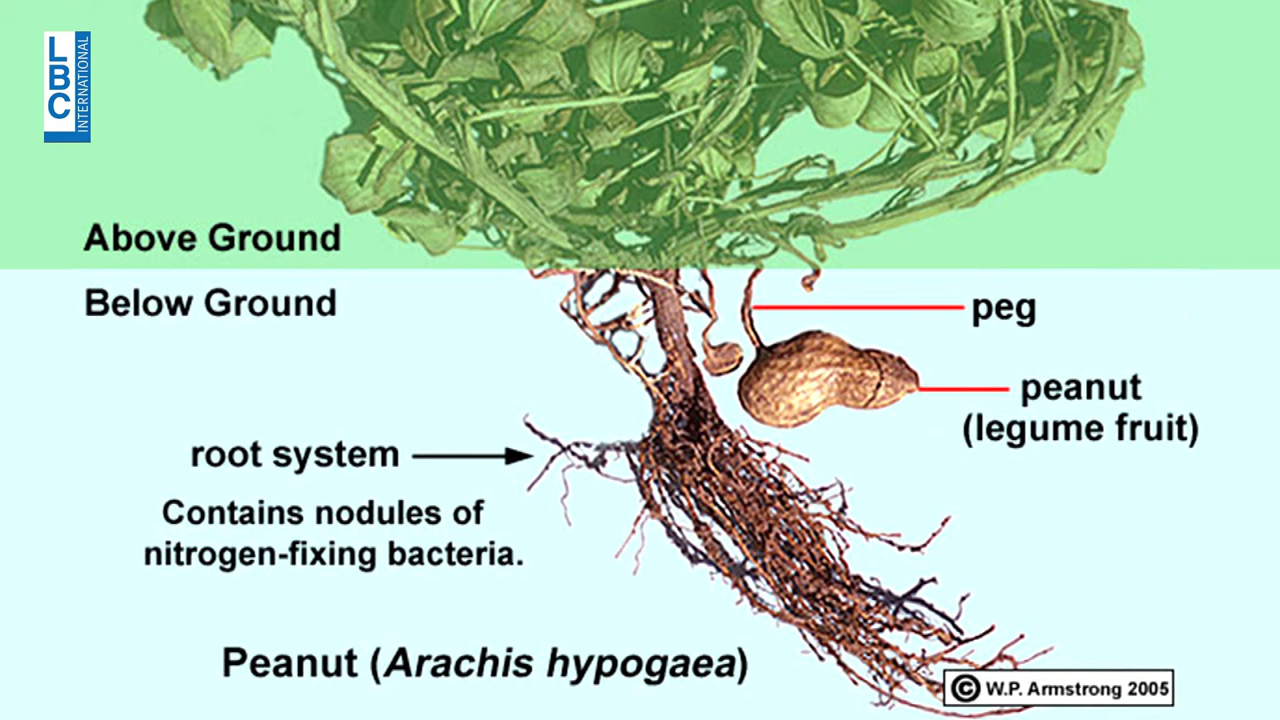 LBC
INTERNATIONAL
Above Ground
Below Ground
peg
peanut
(legume fruit)
root system
Contains nodules of
nitrogen-fixing bacteria.
Peanut (Arachis hypogaea)
© W.P. Armstrong 2005